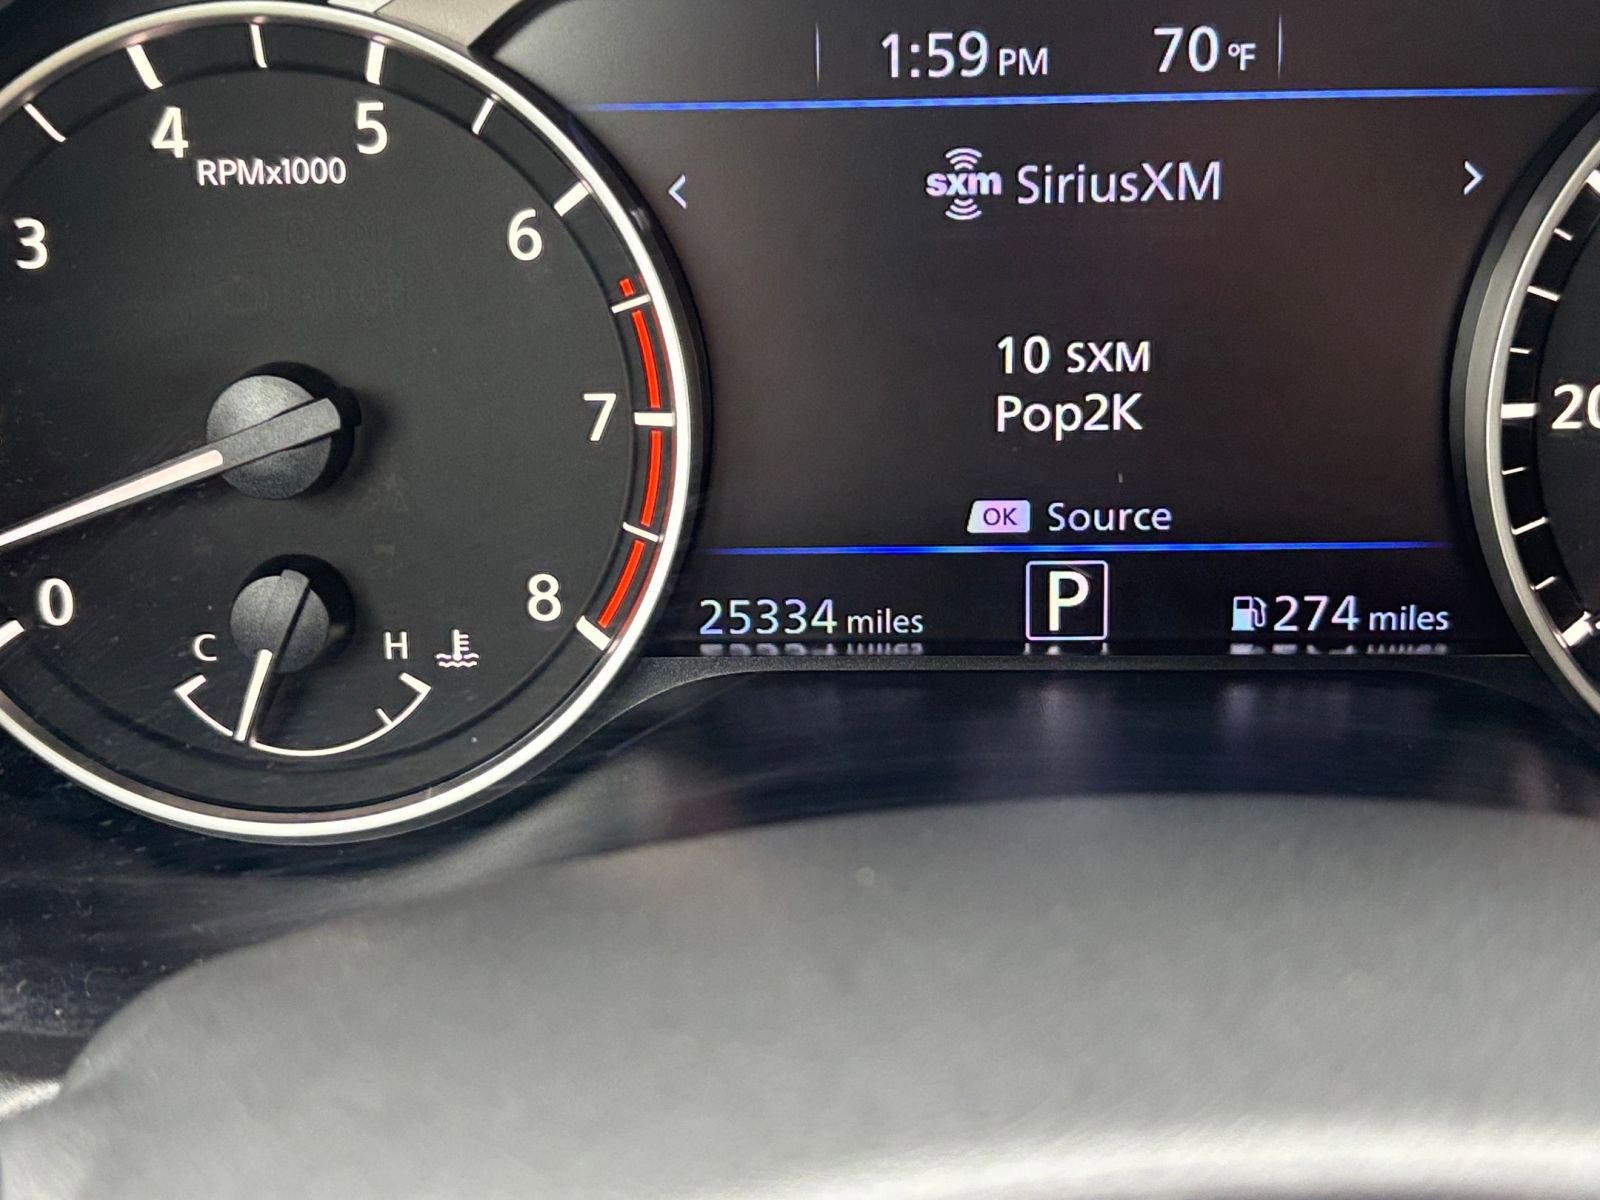 1:59 PM 70 °F
4 5
RPMx1000
3 6
sxm SiriusXM
10 SXM
7 20
Pop2K
OK Source
0 8
25334 miles P 274 miles
C H